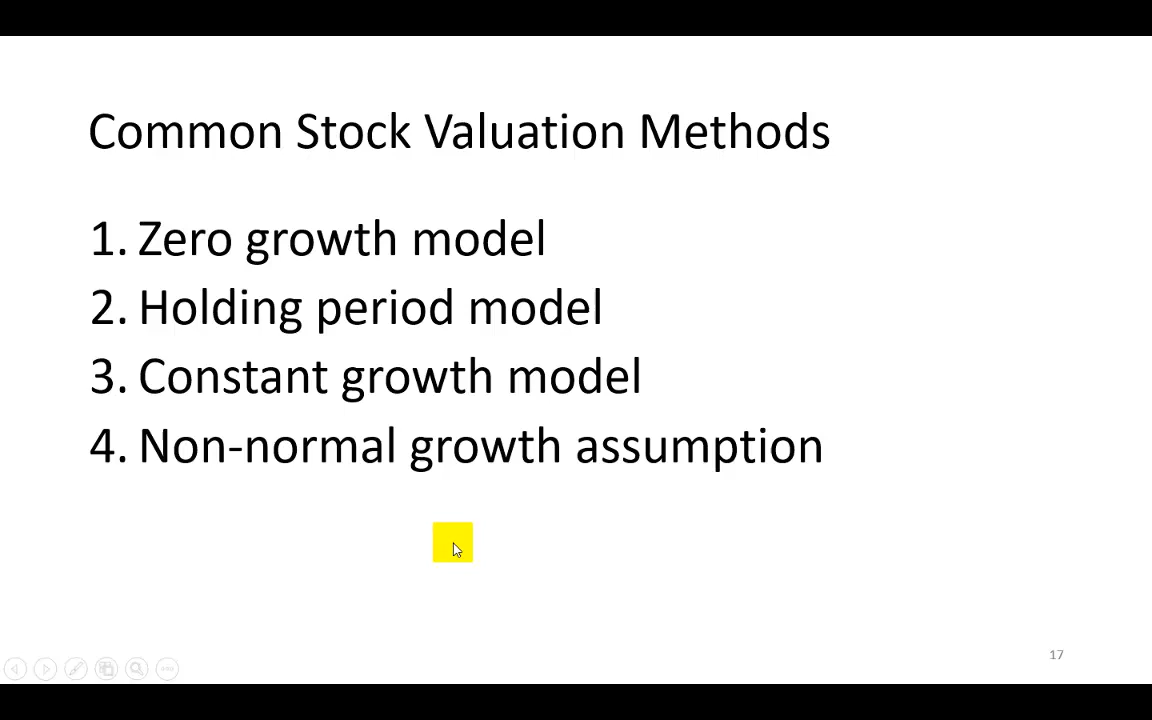 Common Stock Valuation Methods
1. Zero growth model
2. Holding period model
3. Constant growth model
4. Non-normal growth assumption
17